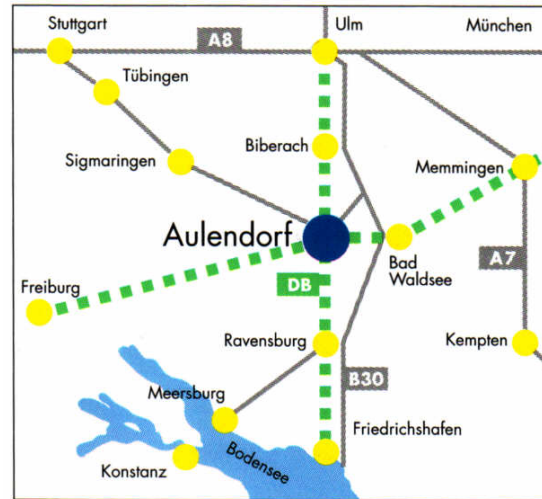 Stuttgart
Ulm
München
A8
Tübingen
Biberach
Sigmaringen
Memmingen
Aulendorf
Bad
Waldsee
A7
Freiburg
DB
Ravensburg
Kempten
B30
Meersburg
Friedrichshafen
Bodensee
Konstanz